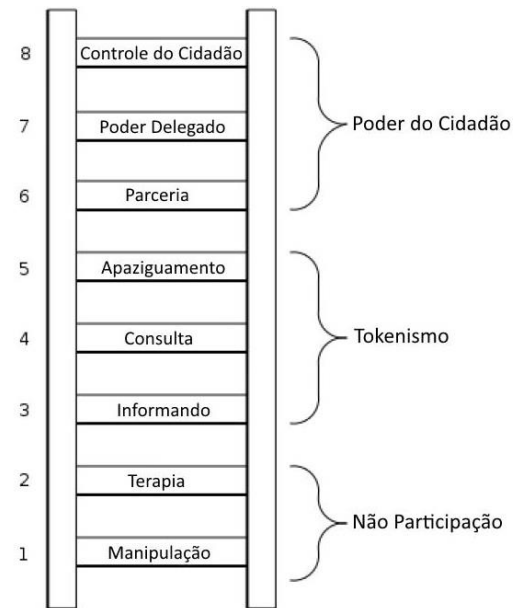 8 Controle do Cidadão
7 Poder Delegado
Poder do Cidadão
6 Parceria
5 Apaziguamento
4 Consulta
Tokenismo
3 Informando
2 Terapia
Não Participação
1 Manipulação